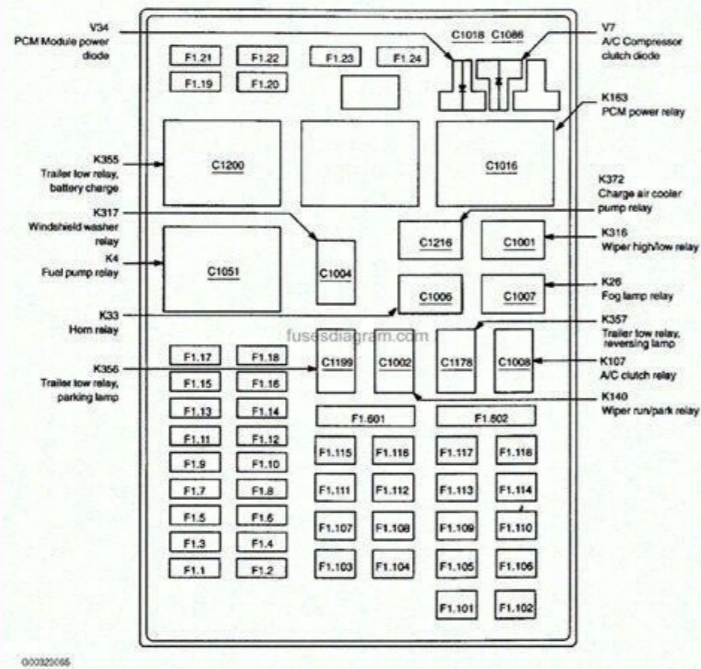 V34
PCM Module power
diode
C1018 C1086
V7
A/C Compressor
clutch diode
F1.21 F1.22 F1.23 F1.24
F1.19 F1.20
K163
PCM power relay
K355
Trailer tow relay,
battery charge
C1200
C1016
K372
Charge air cooler
pump relay
K317
Windshield washer
relay
C1216 C1001
K316
Wiper high/low relay
K4
Fuel pump relay
C1051
C1004
K26
Fog lamp relay
C1006 C1007
K33
Horn relay
K357
Trailer tow relay,
reversing lamp
fusesdiagram.com
K356
Trailer tow relay,
parking lamp
C1199 C1002 C1178 C1008
K107
A/C clutch relay
K140
Wiper run/park relay
F1.17 F1.18
F1.15 F1.16
F1.13 F1.14
F1.601 F1.602
F1.11 F1.12
F1.115 F1.116 F1.117 F1.118
F1.9 F1.10
F1.7 F1.8
F1.111 F1.112 F1.113 F1.114
F1.5 F1.6
F1.107 F1.108 F1.109 F1.110
F1.3 F1.4
F1.103 F1.104 F1.105 F1.106
F1.1 F1.2
F1.101 F1.102
G00323065